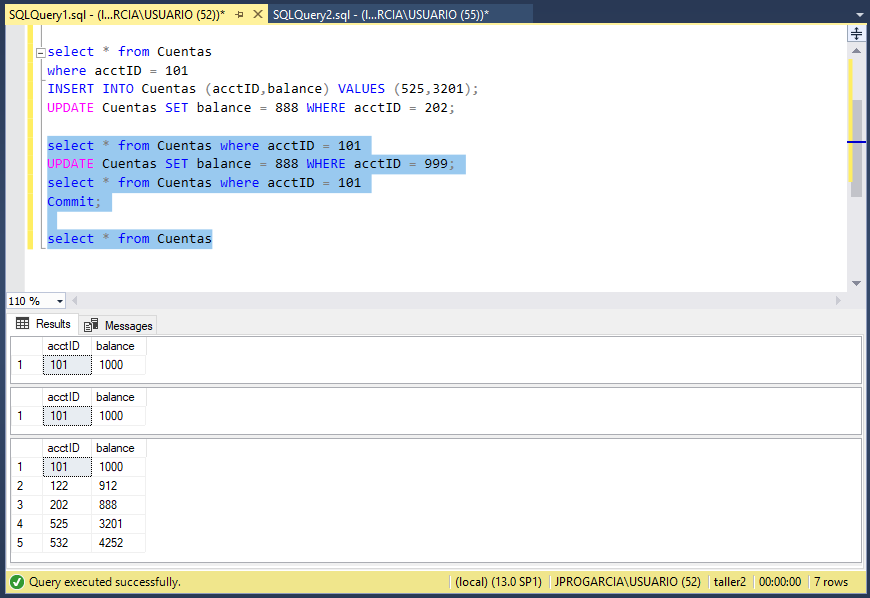 SQLQuery1.sql - (l...RCIA\USUARIO (52))* SQLQuery2.sql - (l...RCIA\USUARIO (55))*
select * from Cuentas
where acctID = 101
INSERT INTO Cuentas (acctID,balance) VALUES (525,3201);
UPDATE Cuentas SET balance = 888 WHERE acctID = 202;
select * from Cuentas where acctID = 101
UPDATE Cuentas SET balance = 888 WHERE acctID = 999;
select * from Cuentas where acctID = 101
Commit;
select * from Cuentas
110 %
Results Messages
acctID balance
1 101 1000
acctID balance
1 101 1000
acctID balance
1 101 1000
2 122 912
3 202 888
4 525 3201
5 532 4252
Query executed successfully. (local) (13.0 SP1) JPROGARCIA\USUARIO (52) taller2 00:00:00 7 rows